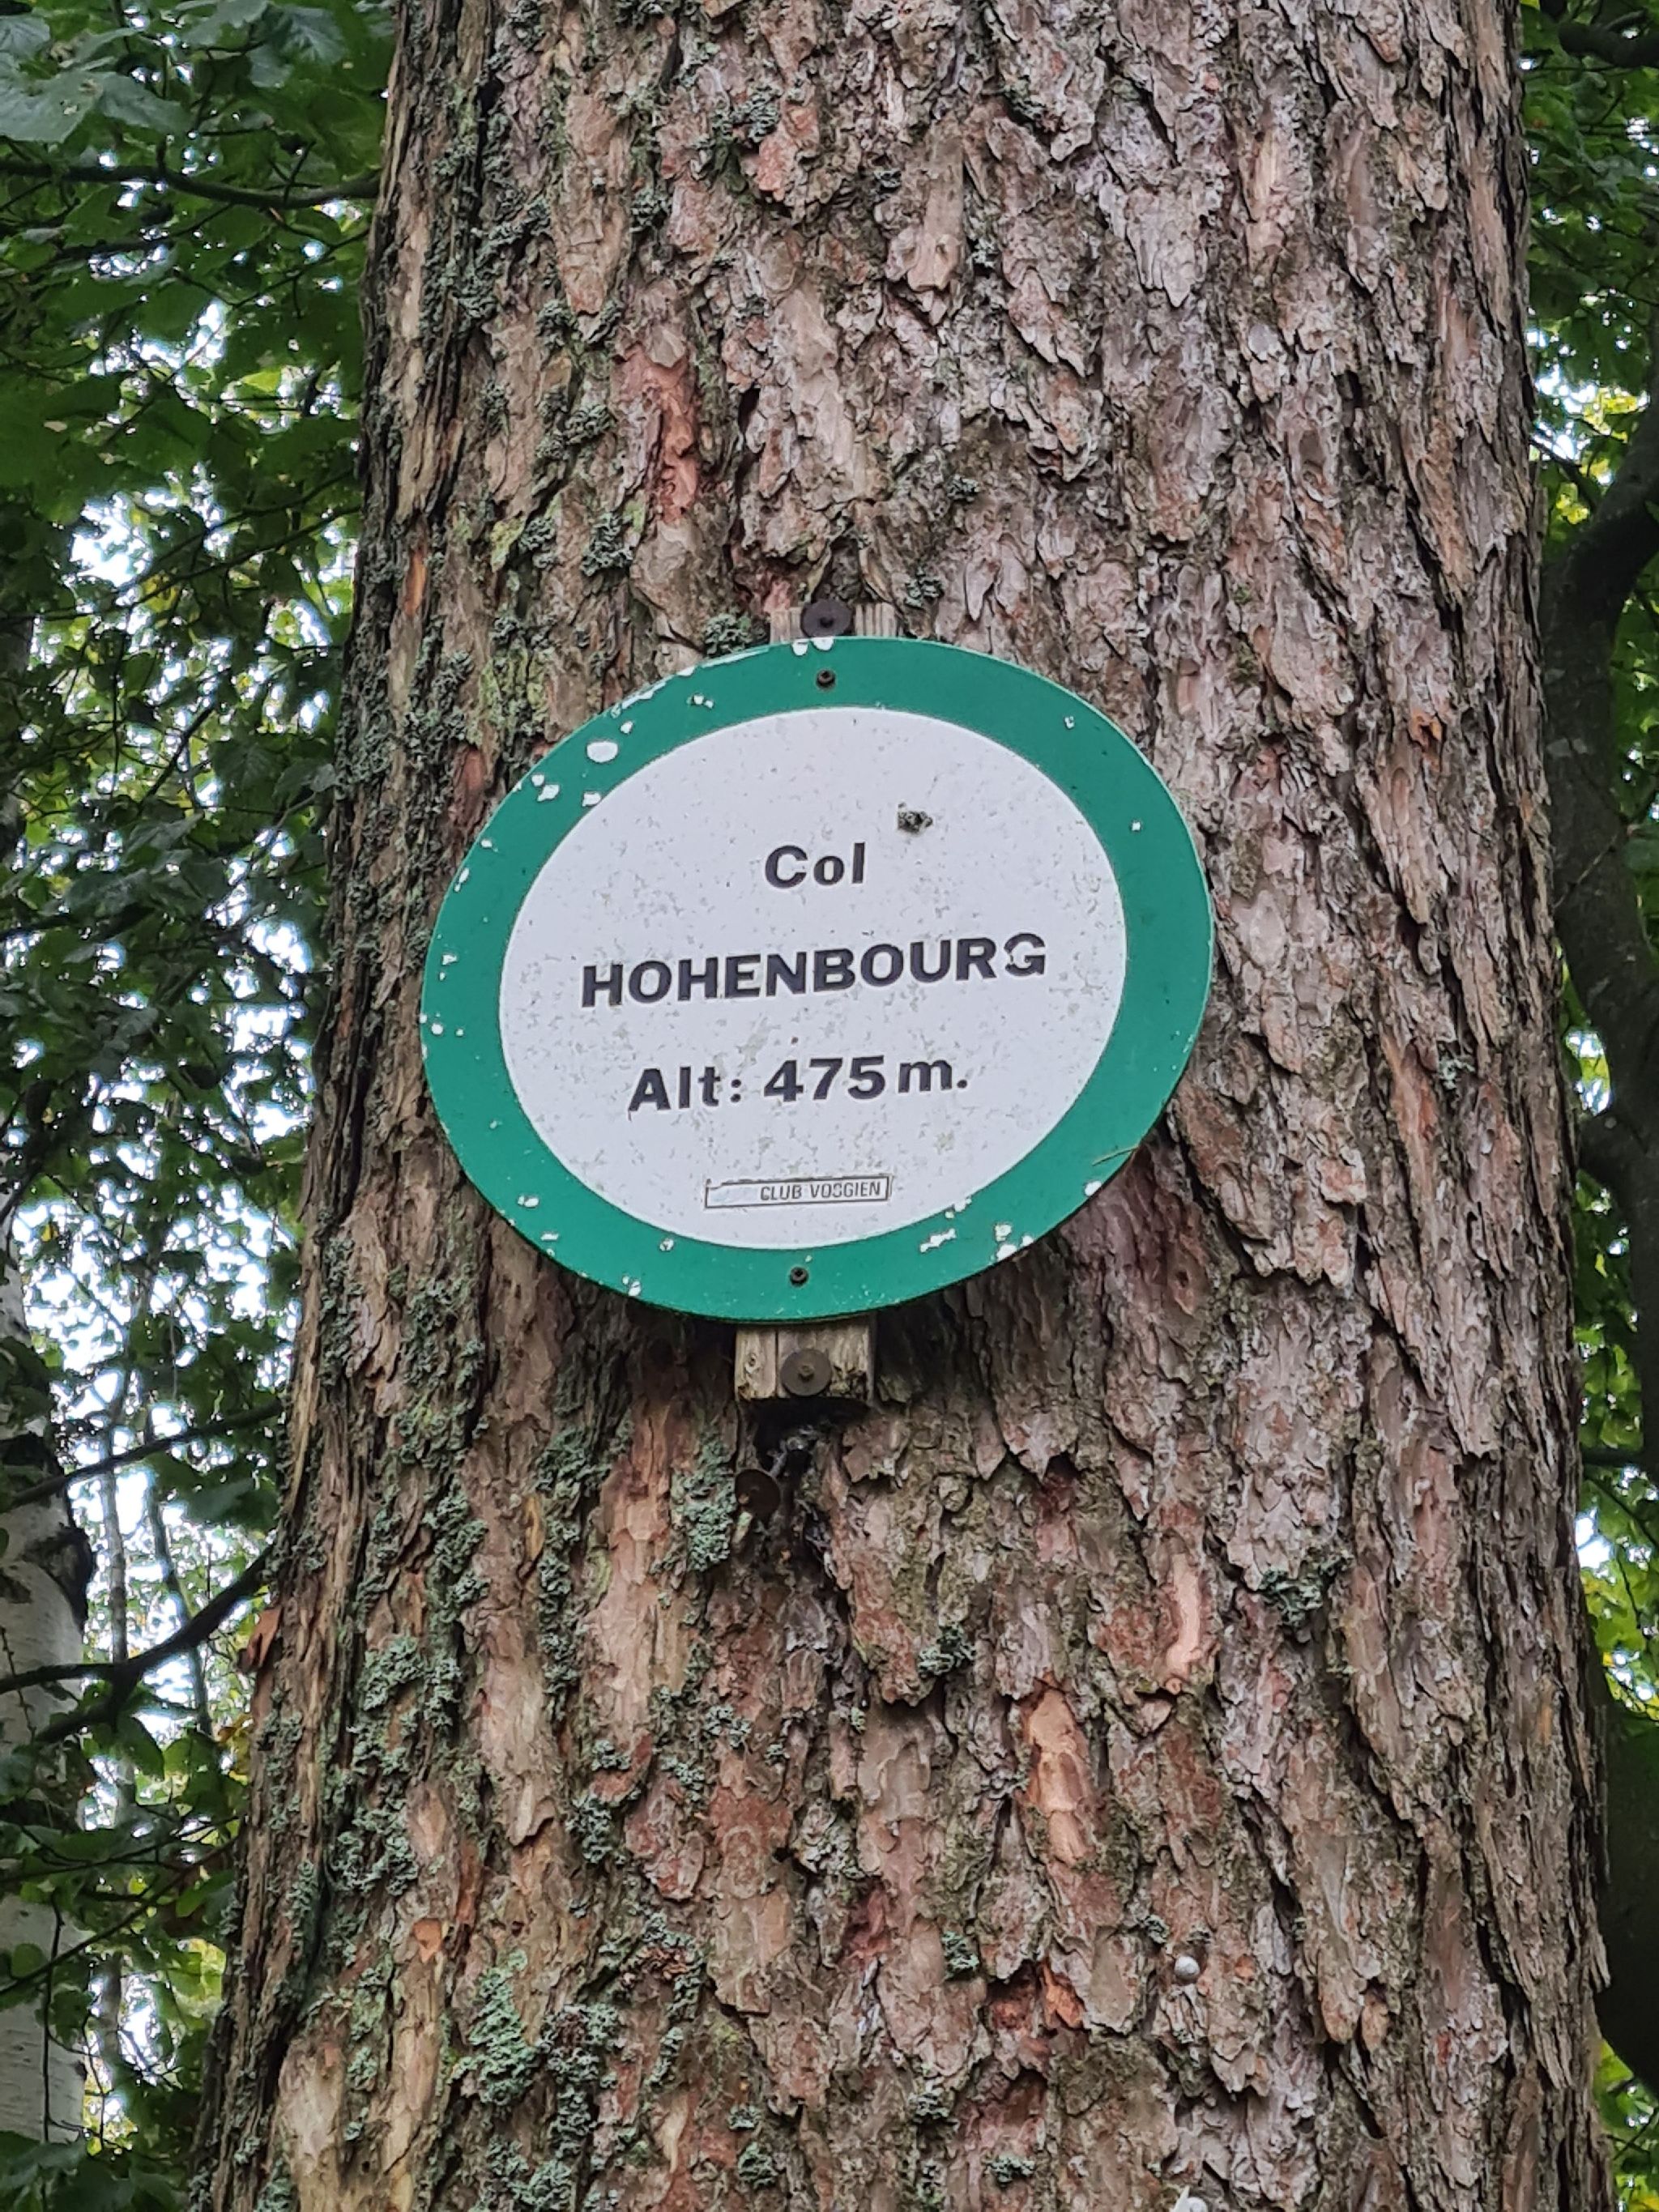 Col
HOHENBOURG
Alt: 475 m.
CLUB VOSGIEN